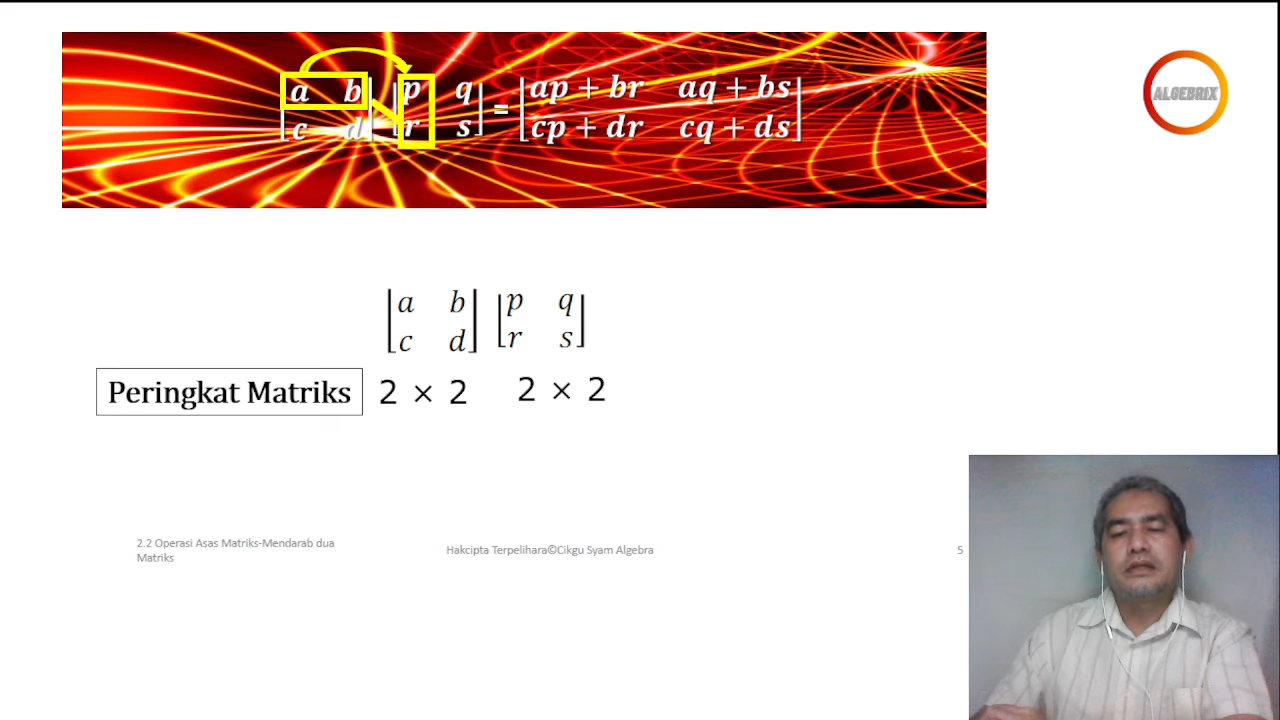 a b p q = ap + br aq + bs
c d r s cp + dr cq + ds
ALGEBRIX
a b p q
c d r s
Peringkat Matriks 2 × 2 2 × 2
2.2 Operasi Asas Matriks-Mendarab dua
Matriks
Hakcipta Terpelihara©Cikgu Syam Algebra
5